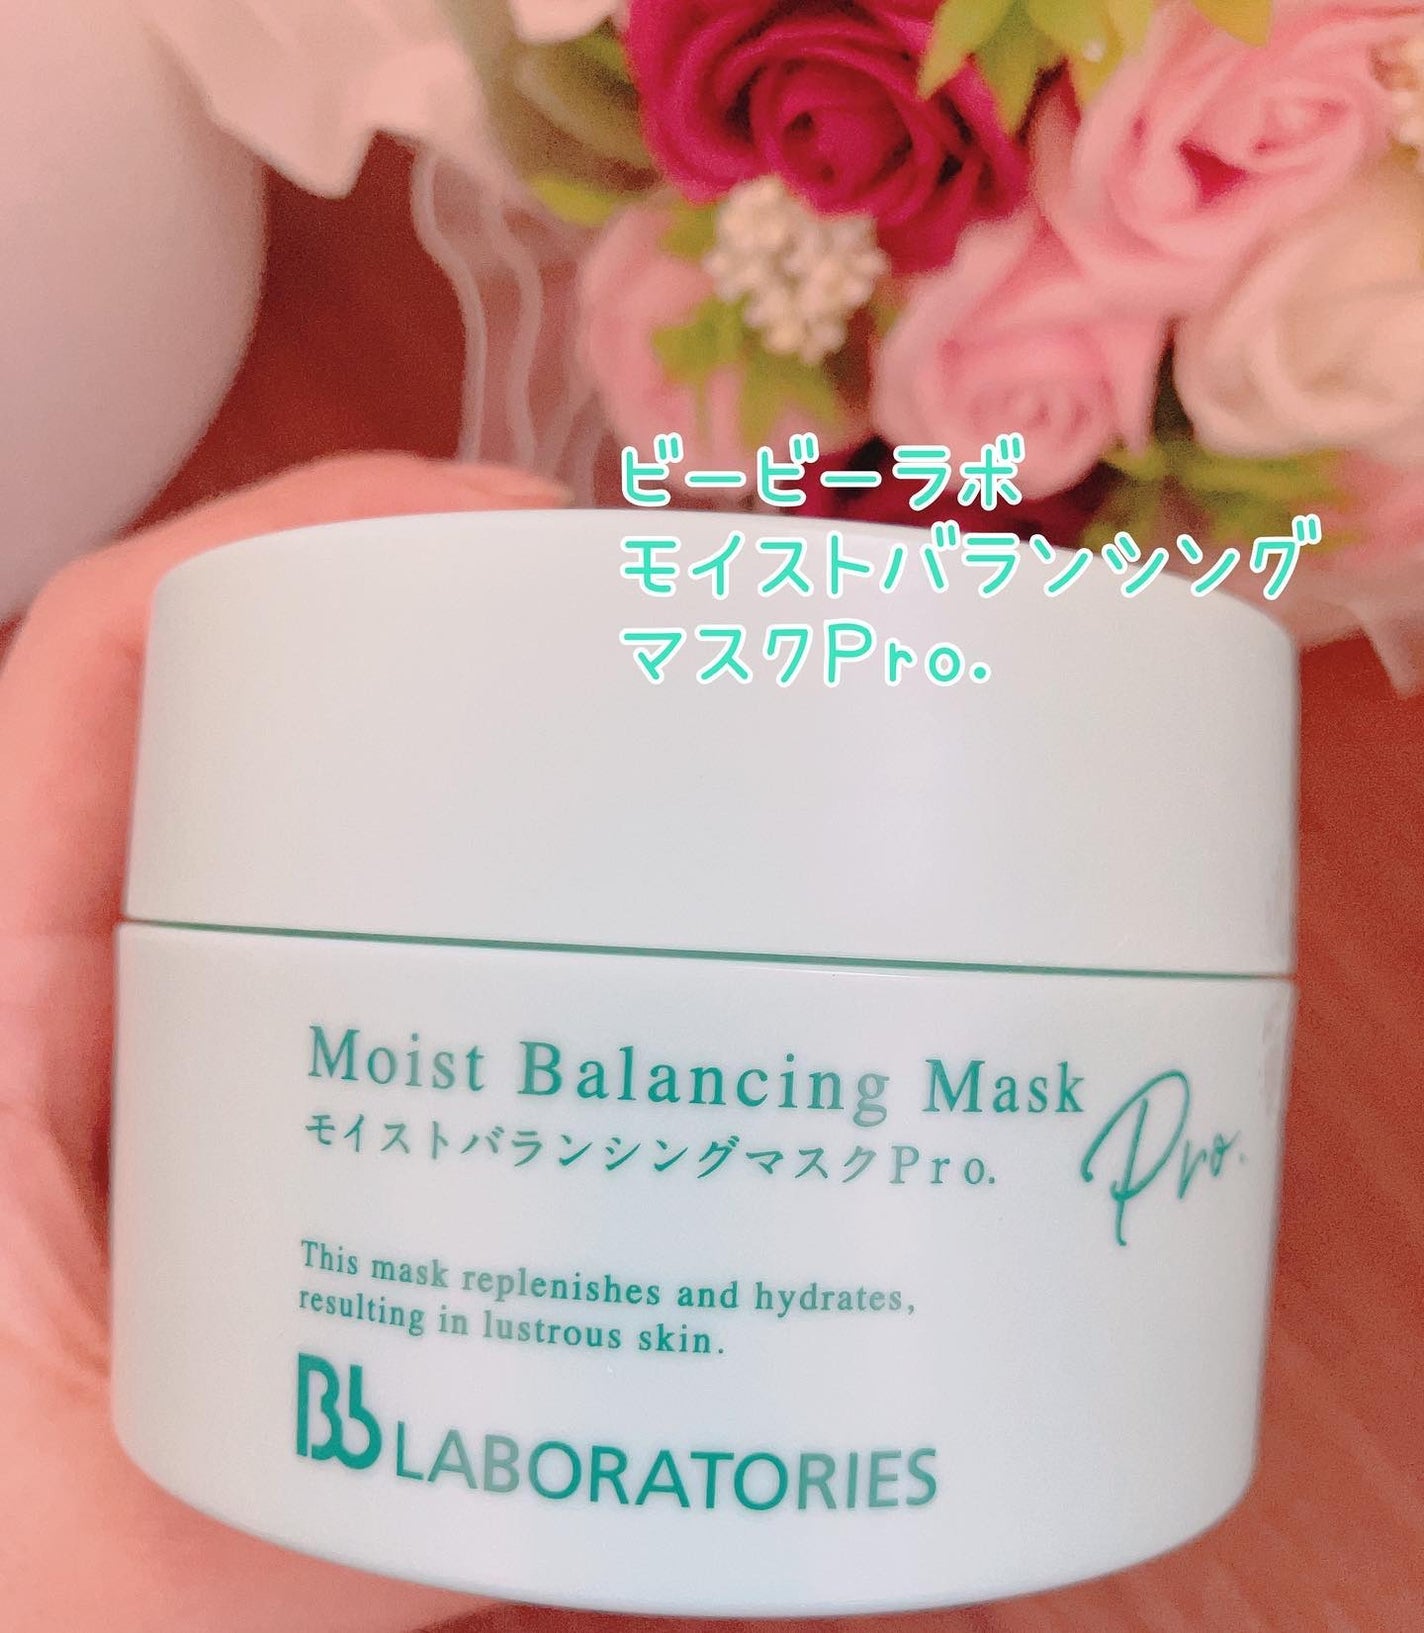 ビービーラボ
モイストバランシング
マスクPro.
Moist Balancing Mask Pro.
モイストバランシングマスクPro.
This mask replenishes and hydrates,
resulting in lustrous skin.
Bb LABORATORIES